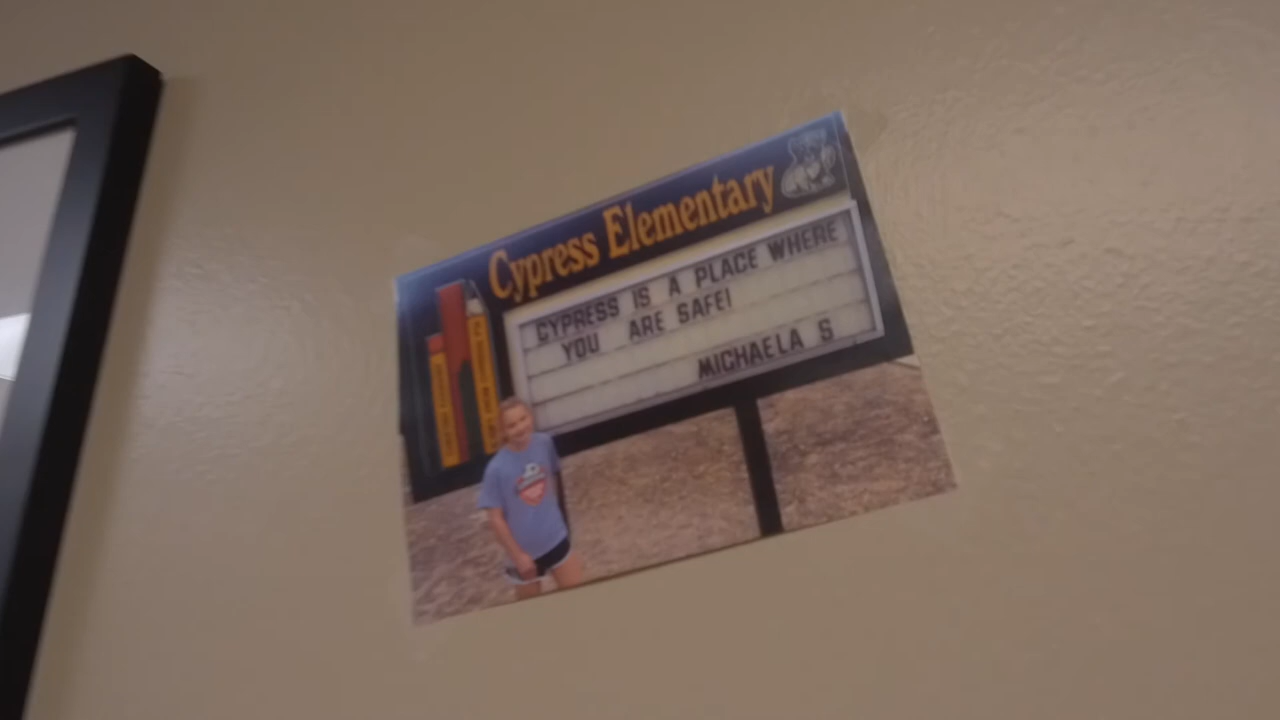 Cypress Elementary
CYPRESS IS A PLACE WHERE
YOU ARE SAFE!
MICHAELA S